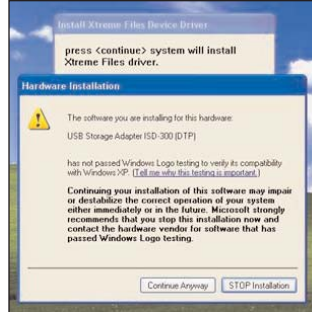 Install Xtreme Files Device Driver
press <continue> system will install
Xtreme Files driver.
Hardware Installation
The software you are installing for this hardware:
USB Storage Adapter ISD-300 (DTP)
has not passed Windows Logo testing to verify its compatibility
with Windows XP. (Tell me why this testing is important.)
Continuing your installation of this software may impair
or destabilize the correct operation of your system
either immediately or in the future. Microsoft strongly
recommends that you stop this installation now and
contact the hardware vendor for software that has
passed Windows Logo testing.
Continue Anyway STOP Installation